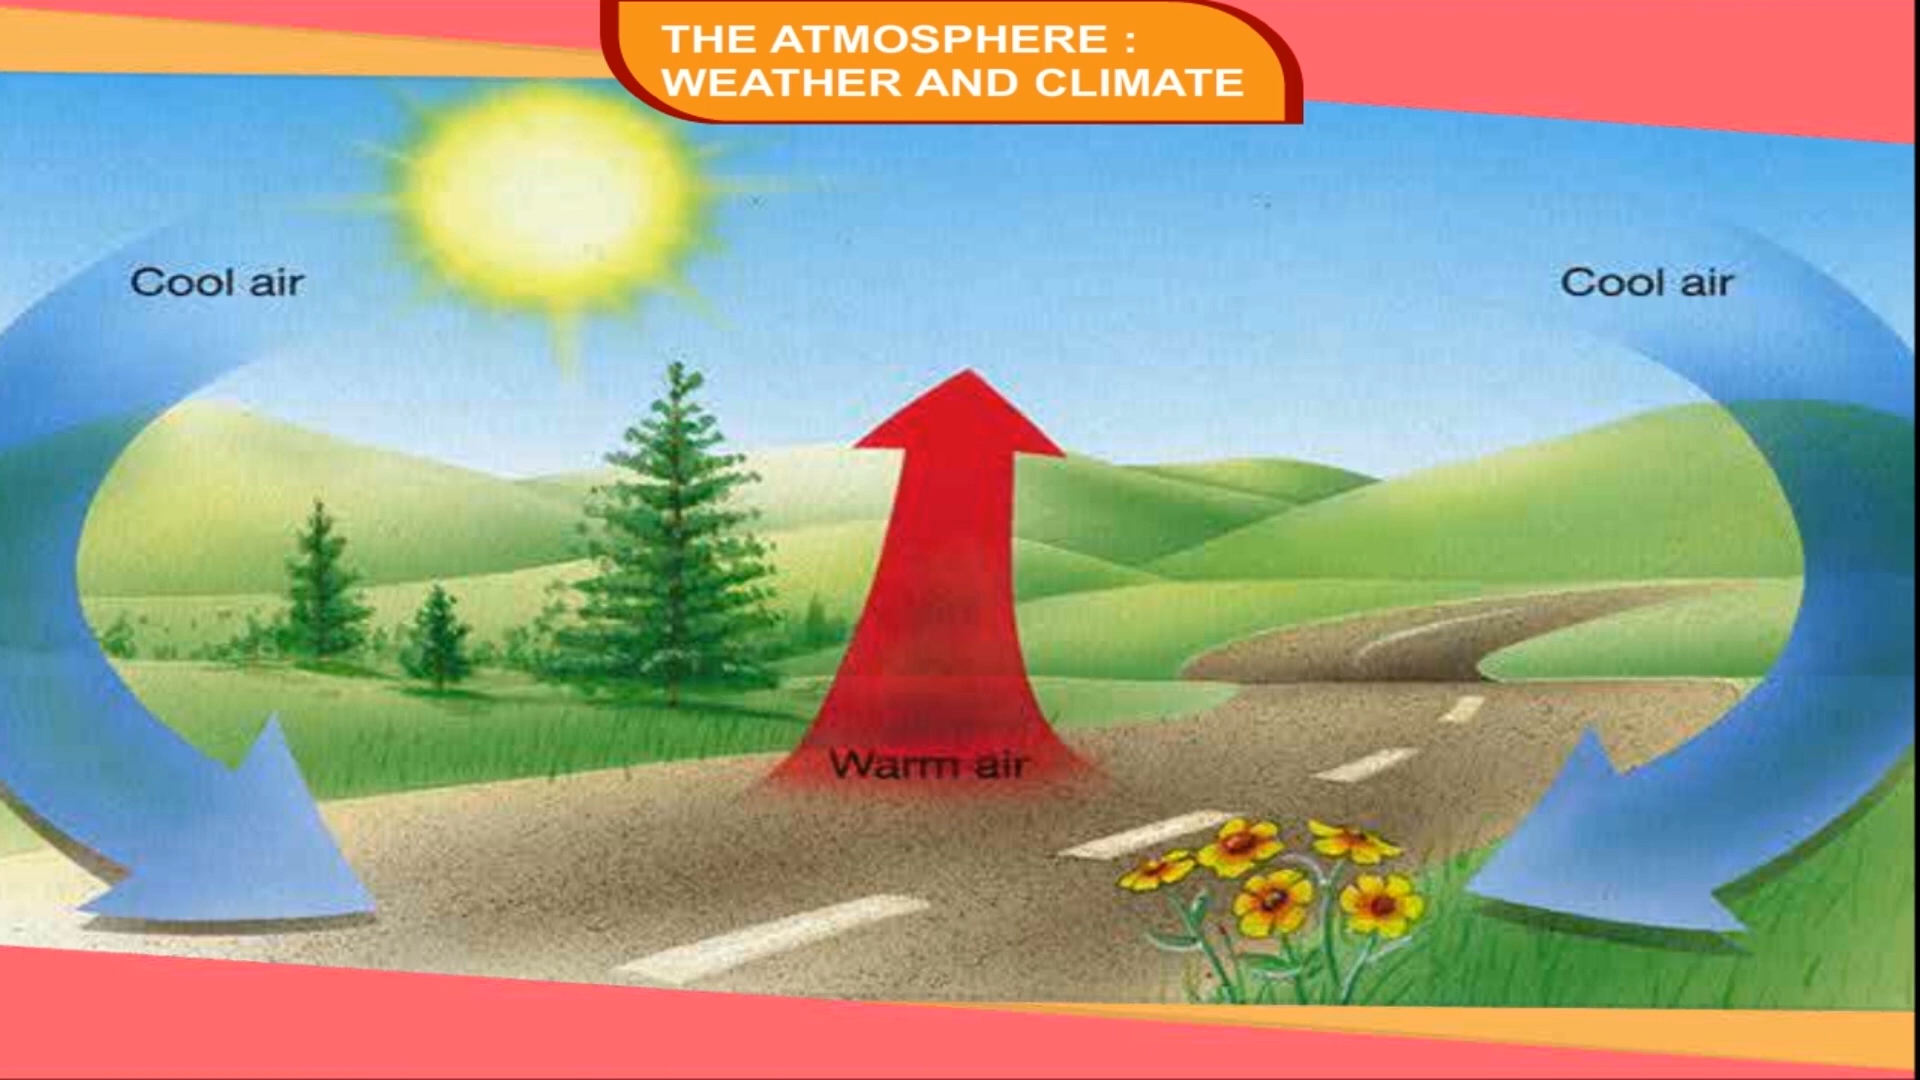 THE ATMOSPHERE :
WEATHER AND CLIMATE
Cool air
Cool air
Warm air